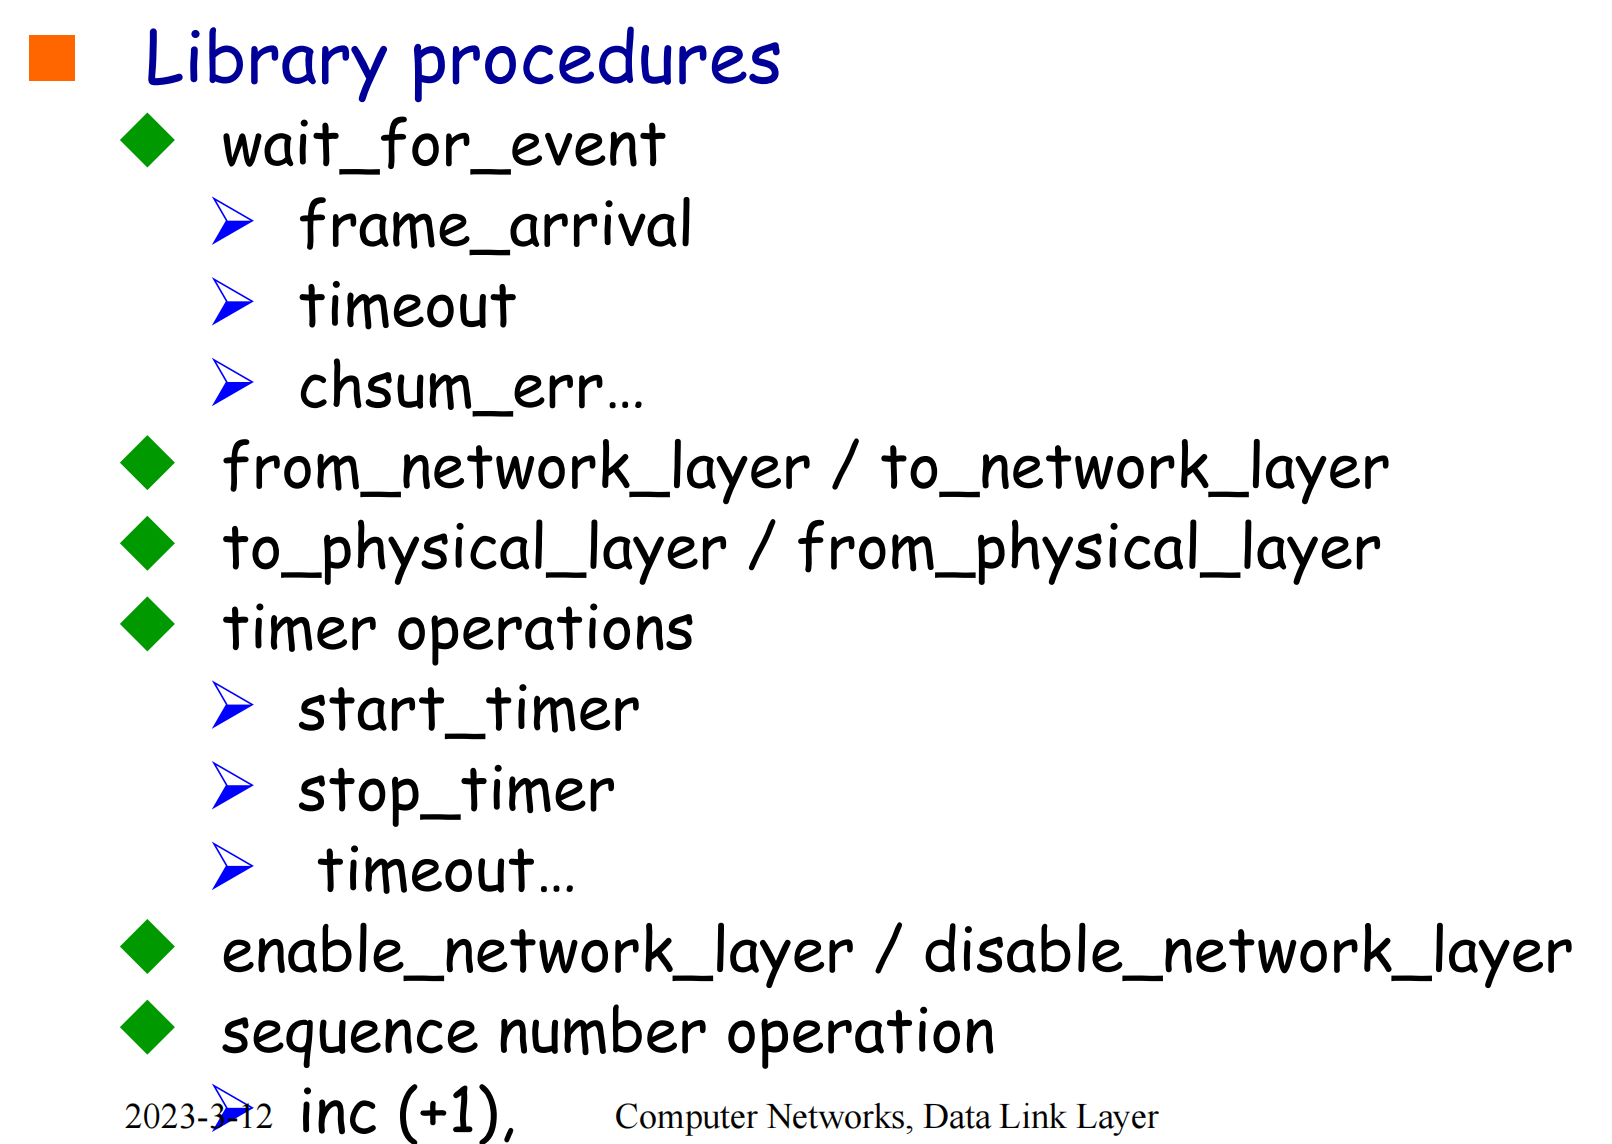 Library procedures
wait_for_event
frame_arrival
timeout
chsum_err...
from_network_layer / to_network_layer
to_physical_layer / from_physical_layer
timer operations
start_timer
stop_timer
timeout...
enable_network_layer / disable_network_layer
sequence number operation
inc (+1),
2023-3-12 Computer Networks, Data Link Layer